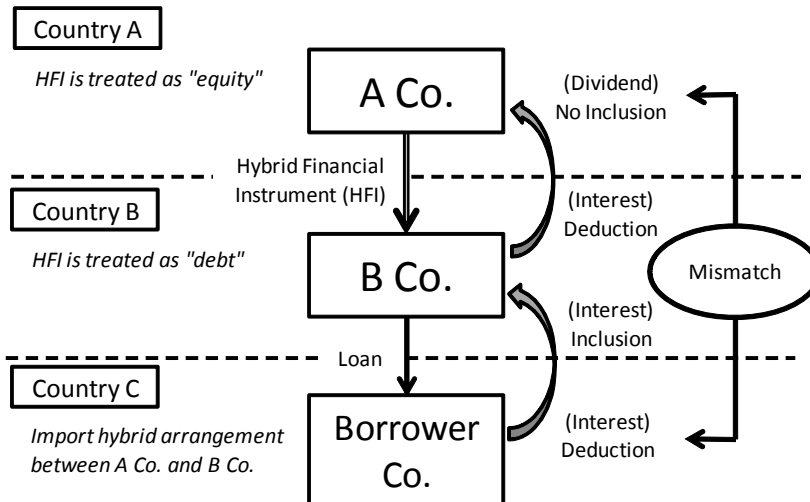 Country A
HFI is treated as "equity"
A Co.
(Dividend)
No Inclusion
Hybrid Financial
Instrument (HFI)
Country B
HFI is treated as "debt"
(Interest)
Deduction
B Co.
Mismatch
(Interest)
Inclusion
Loan
Country C
Import hybrid arrangement
between A Co. and B Co.
Borrower
Co.
(Interest)
Deduction